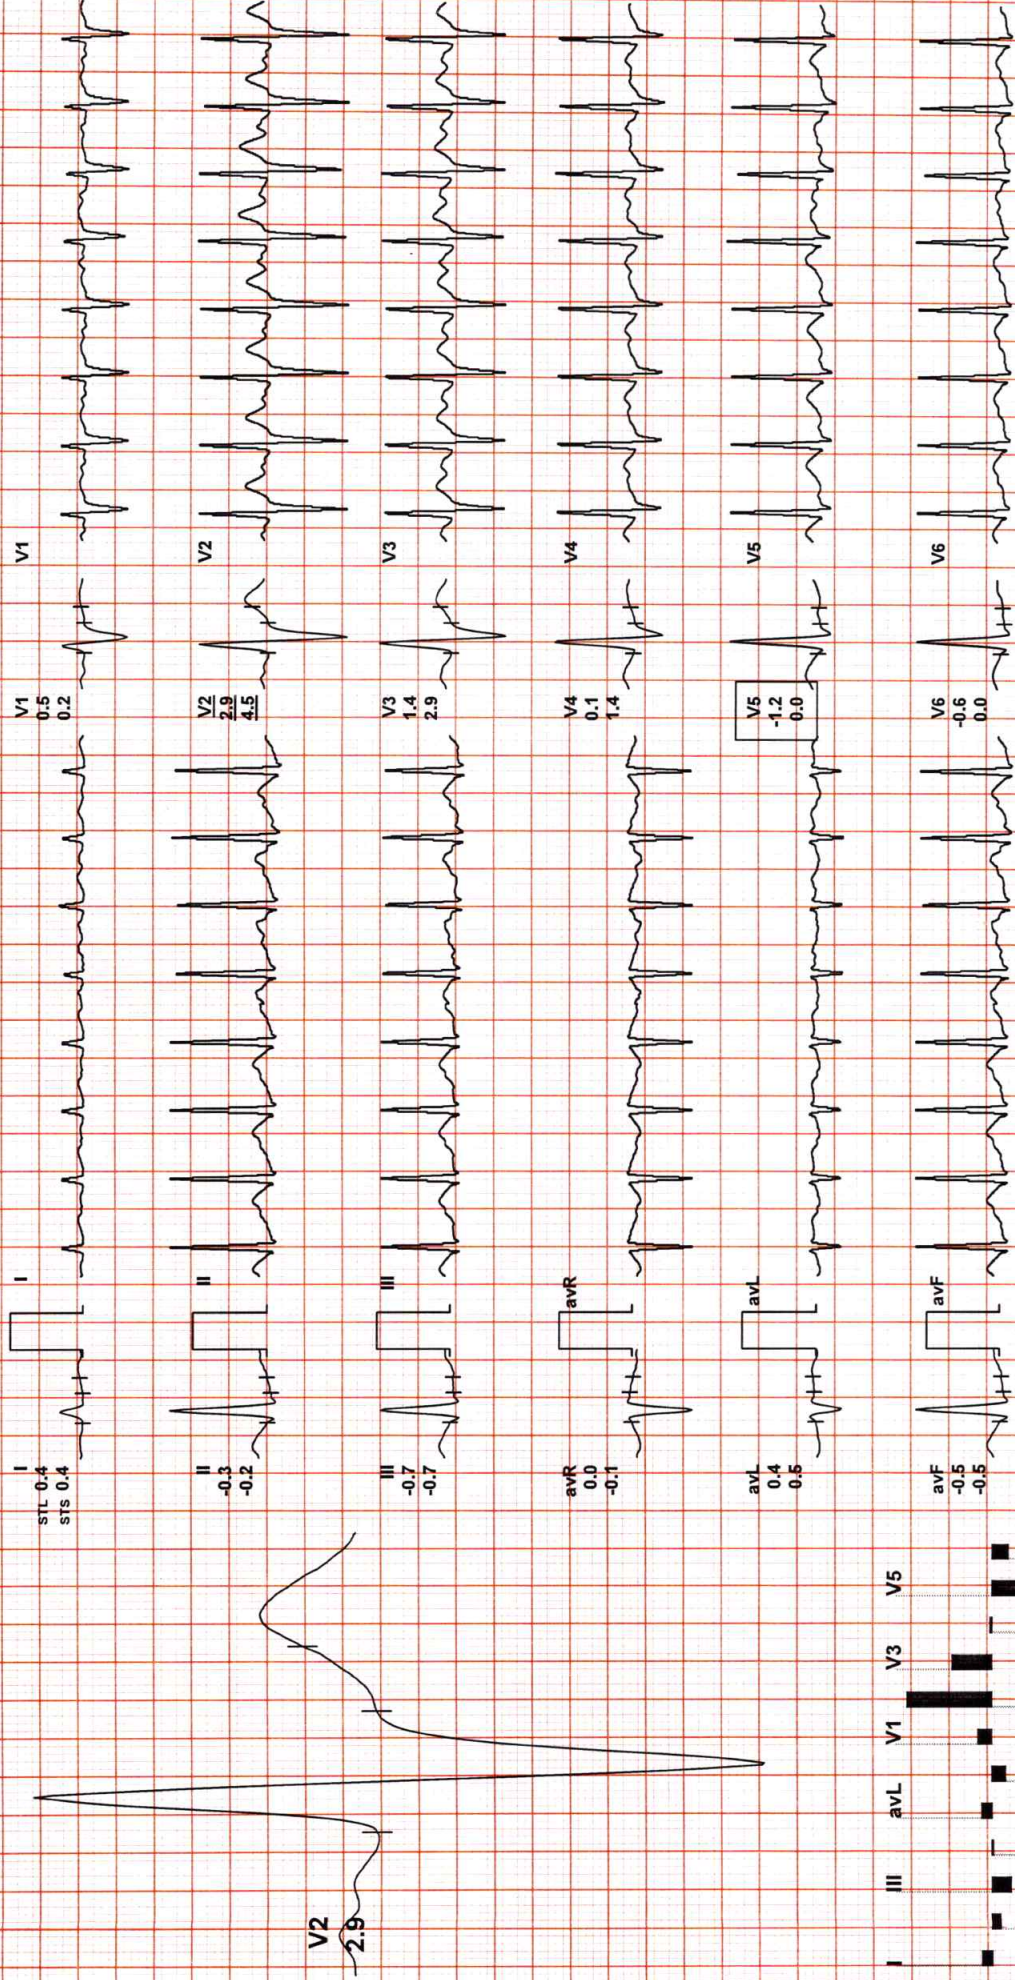 I
STL 0.4
STS 0.4
I
V1
0.5
0.2
V1
II
-0.3
-0.2
II
V2
2.9
4.5
V2
V2
2.9
III
-0.7
-0.7
III
V3
1.4
2.9
V3
avR
0.0
-0.1
avR
V4
0.1
1.4
V4
avL
0.4
0.5
avL
V5
-1.2
0.0
V5
avF
-0.5
-0.5
avF
V6
-0.6
0.0
V6
I III avL V1 V3 V5